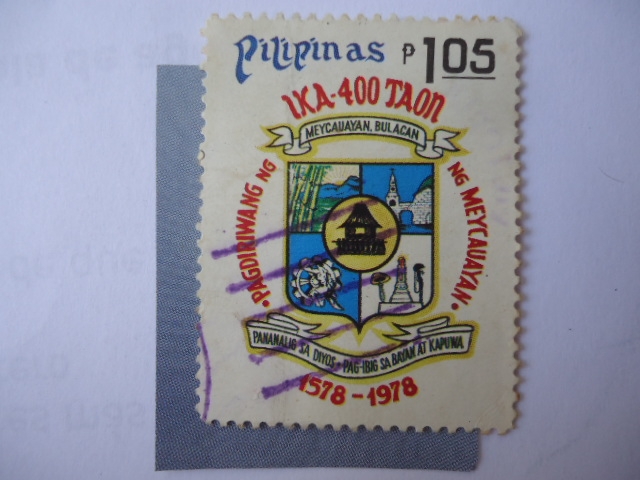 Pilipinas P 1.05
IKA-400 TAON
MEYCAUAYAN, BULACAN
•PAGDIRIWANG NG
NG MEYCAUAYAN•
PANANALIG SA DIYOS • PAG-IBIG SA BAYAN AT KAPUWA
1578-1978